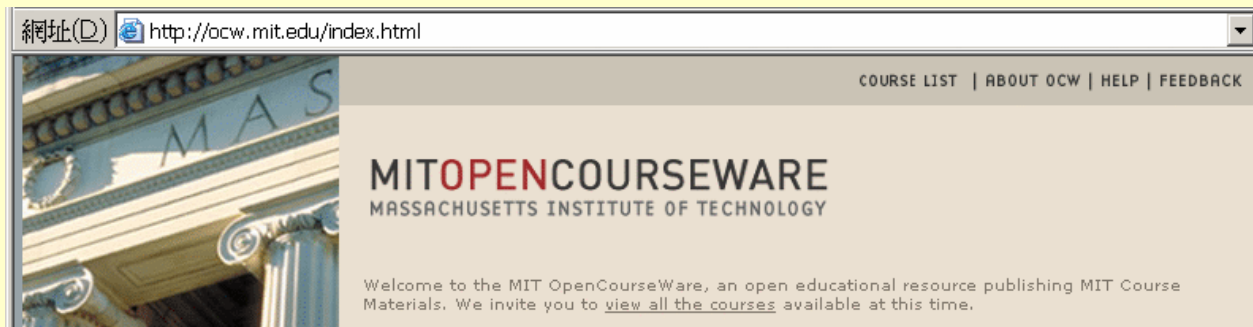 網址(D) http://ocw.mit.edu/index.html
COURSE LIST | ABOUT OCW | HELP | FEEDBACK
MAS
MITOPENCOURSEWARE
MASSACHUSETTS INSTITUTE OF TECHNOLOGY
Welcome to the MIT OpenCourseWare, an open educational resource publishing MIT Course
Materials. We invite you to view all the courses available at this time.